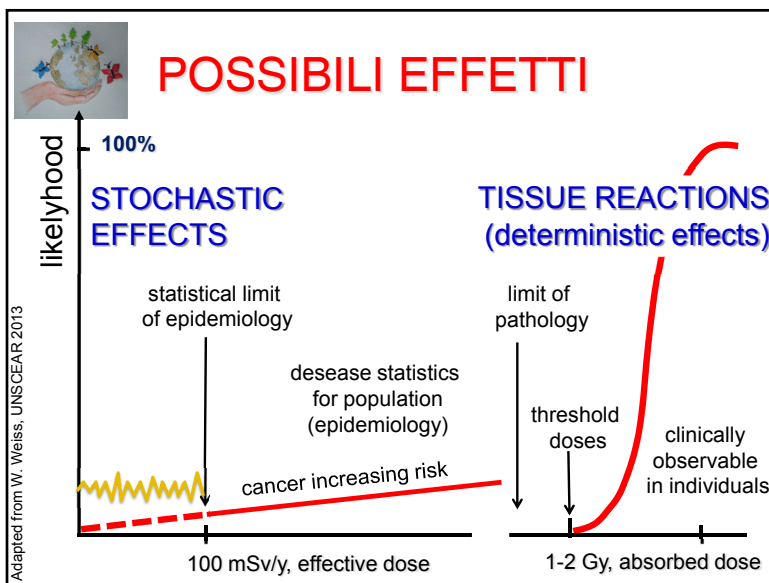 POSSIBILI EFFETTI
likelyhood
100%
STOCHASTIC
EFFECTS
TISSUE REACTIONS
(deterministic effects)
statistical limit
of epidemiology
limit of
pathology
desease statistics
for population
(epidemiology)
threshold
doses
clinically
observable
in individuals
cancer increasing risk
100 mSv/y, effective dose
1-2 Gy, absorbed dose
Adapted from W. Weiss, UNSCEAR 2013